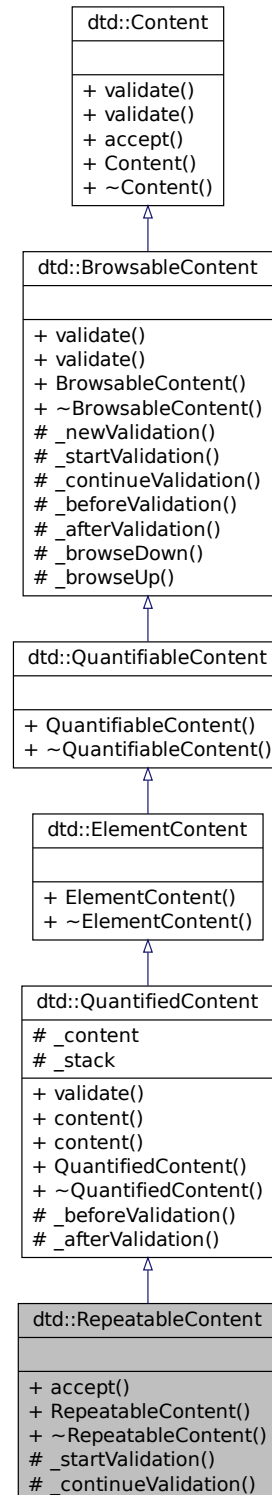 dtd::Content
+ validate()
+ validate()
+ accept()
+ Content()
+ ~Content()
dtd::BrowsableContent
+ validate()
+ validate()
+ BrowsableContent()
+ ~BrowsableContent()
# _newValidation()
# _startValidation()
# _continueValidation()
# _beforeValidation()
# _afterValidation()
# _browseDown()
# _browseUp()
dtd::QuantifiableContent
+ QuantifiableContent()
+ ~QuantifiableContent()
dtd::ElementContent
+ ElementContent()
+ ~ElementContent()
dtd::QuantifiedContent
# _content
# _stack
+ validate()
+ content()
+ content()
+ QuantifiedContent()
+ ~QuantifiedContent()
# _beforeValidation()
# _afterValidation()
dtd::RepeatableContent
+ accept()
+ RepeatableContent()
+ ~RepeatableContent()
# _startValidation()
# _continueValidation()